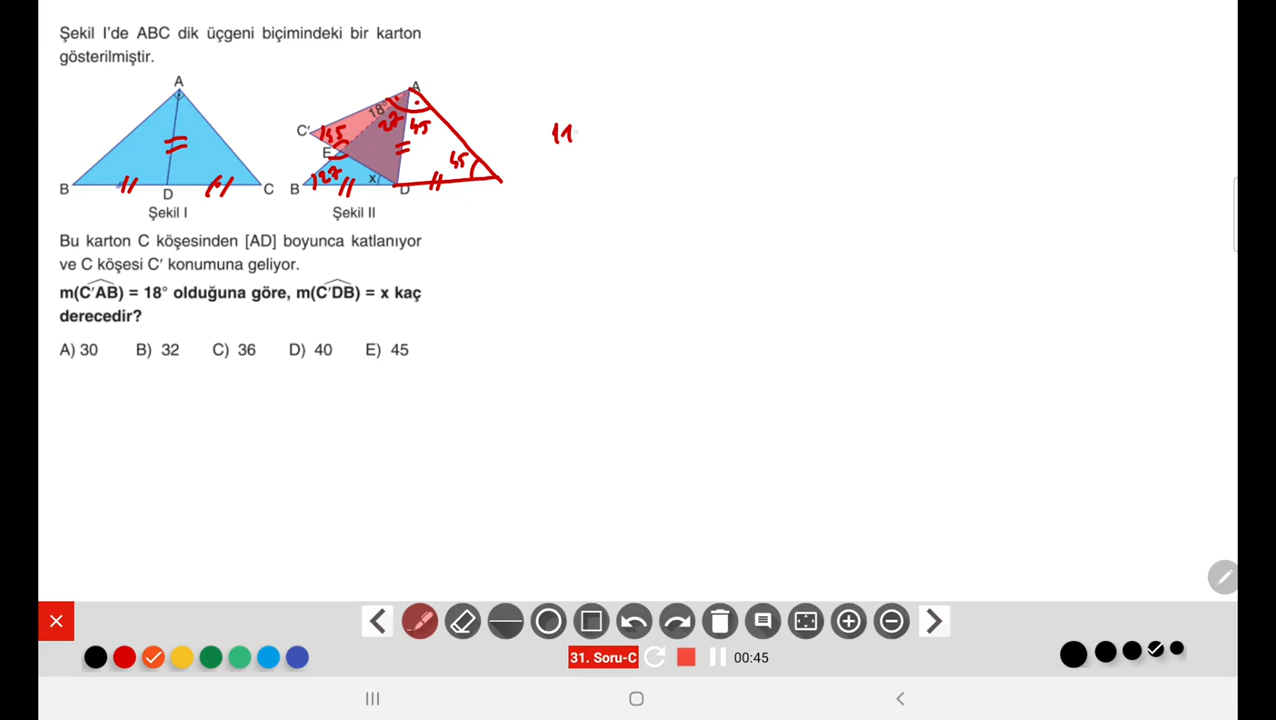 Şekil I'de ABC dik üçgeni biçimindeki bir karton
gösterilmiştir.
A
B
D
C
Şekil I
A
18°
27
45
C'
E
45
B
x
D
Şekil II
11
Bu karton C köşesinden [AD] boyunca katlanıyor
ve C köşesi C' konumuna geliyor.
m(C'AB) = 18° olduğuna göre, m(C'DB) = x kaç
derecedir?
A) 30 B) 32 C) 36 D) 40 E) 45
31. Soru-C
00:45